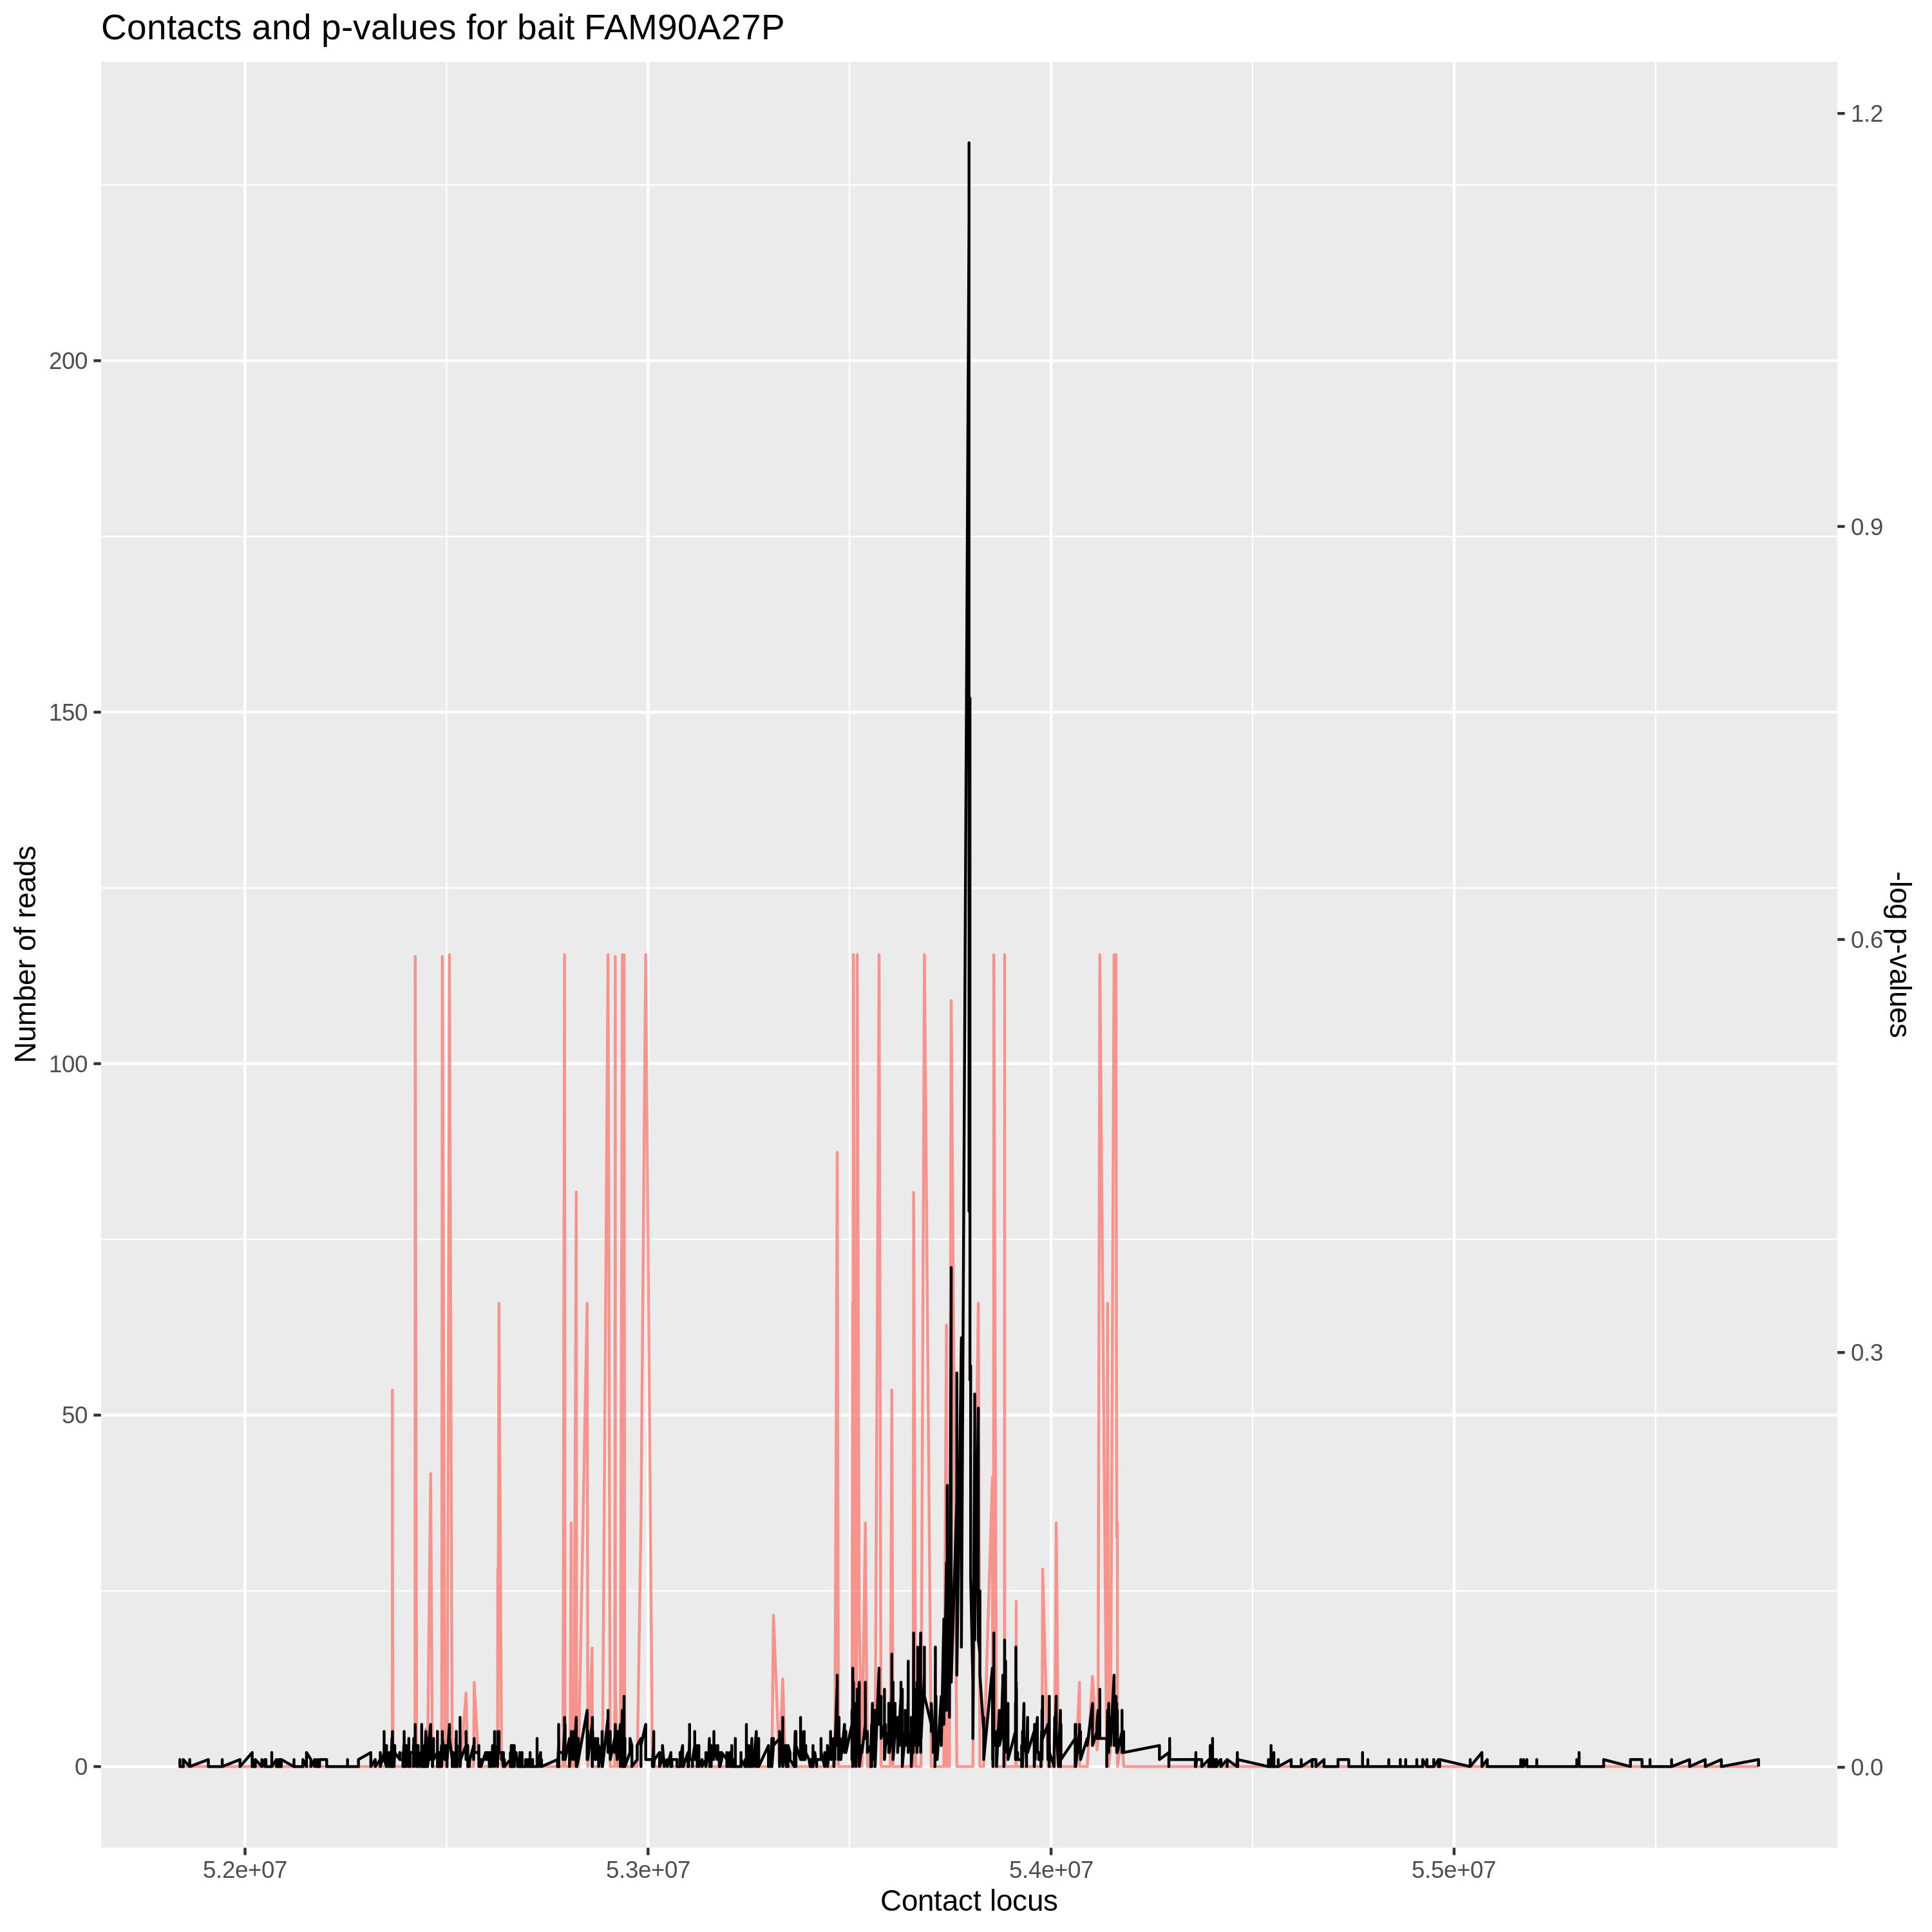 Contacts and p-values for bait FAM90A27P
1.2
0.9
200
150
0.6
100
0.3
50
0
0.0
Number of reads
-log p-values
5.2e+07
5.3e+07
5.4e+07
5.5e+07
Contact locus